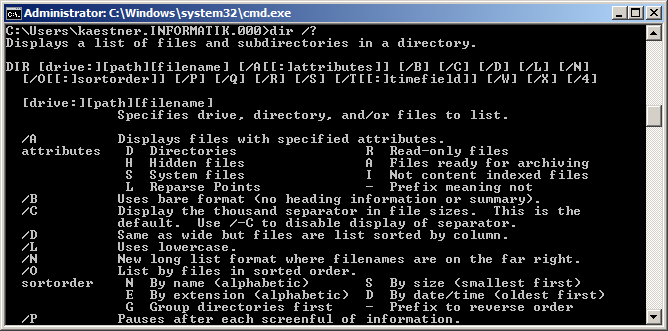 Administrator C:\Windows\system32\cmd.exe
C:\Users\kaestner.INFORMATIK.000>dir /?
Displays a list of files and subdirectories in a directory.
DIR [drive:][path][filename] [/A[[:]attributes]] [/B] [/C] [/D] [/L] [/N]
[/O[[:]sortorder]] [/P] [/Q] [/R] [/S] [/T[[:]timefield]] [/W] [/X] [/4]
[drive:][path][filename]
Specifies drive, directory, and/or files to list.
/A Displays files with specified attributes.
attributes D Directories R Read-only files
H Hidden files A Files ready for archiving
S System files I Not content indexed files
L Reparse Points - Prefix meaning not
/B Uses bare format (no heading information or summary).
/C Display the thousand separator in file sizes. This is the
default. Use /-C to disable display of separator.
/D Same as wide but files are list sorted by column.
/L Uses lowercase.
/N New long list format where filenames are on the far right.
/O List by files in sorted order.
sortorder N By name (alphabetic) S By size (smallest first)
E By extension (alphabetic) D By date/time (oldest first)
G Group directories first - Prefix to reverse order
/P Pauses after each screenful of information.